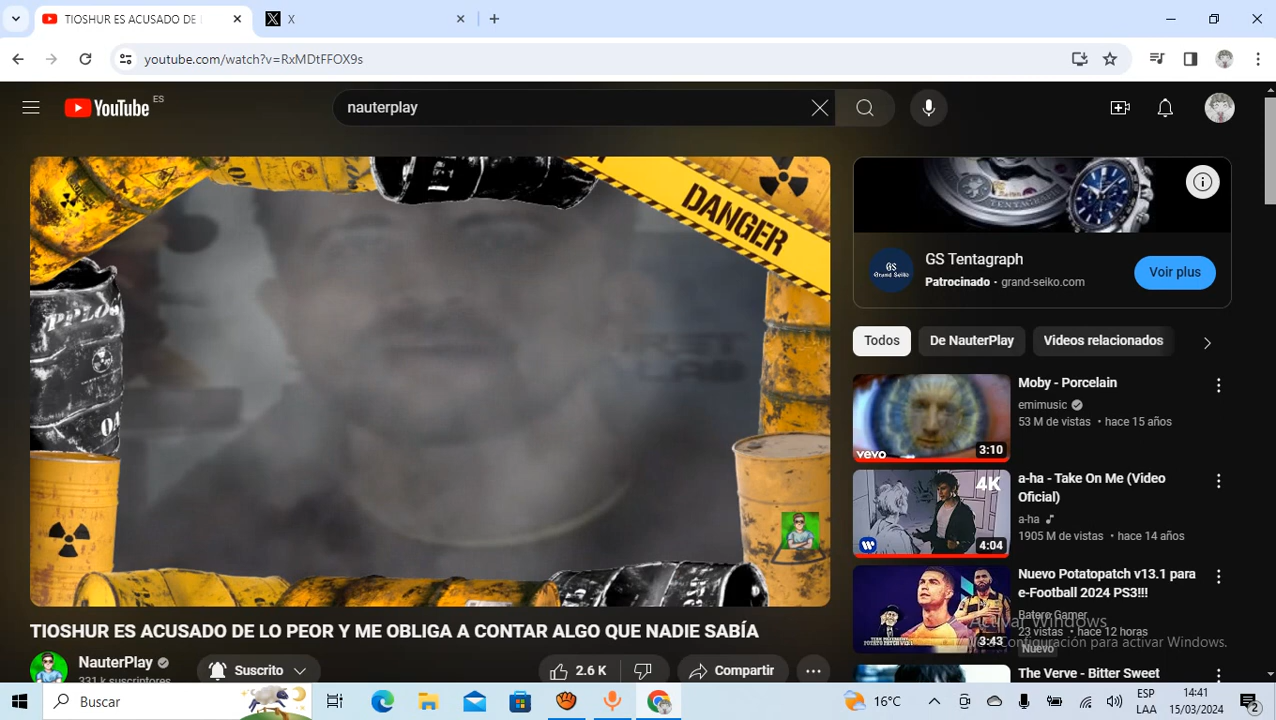 TIOSHUR ES ACUSADO DE
X
youtube.com/watch?v=RxMDtFFOX9s
YouTube ES
nauterplay
DANGER
GS Tentagraph
Patrocinado • grand-seiko.com
Voir plus
GS
Grand Seiko
TENTAGRAPH
Todos
De NauterPlay
Videos relacionados
Moby - Porcelain
emimusic
53 M de vistas • hace 15 años
vevo
3:10
a-ha - Take On Me (Video
Oficial)
a-ha
1905 M de vistas • hace 14 años
4K
4:04
Nuevo Potatopatch v13.1 para
e-Football 2024 PS3!!!
Batere Gamer
23 vistas • hace 12 horas
Nuevo
3:43
Activar Windows
Configuración para activar Windows.
The Verve - Bitter Sweet
TIOSHUR ES ACUSADO DE LO PEOR Y ME OBLIGA A CONTAR ALGO QUE NADIE SABÍA
NauterPlay
331 k suscriptores
Suscrito
2.6 K
Compartir
Buscar
16°C
ESP
LAA
14:41
15/03/2024
2